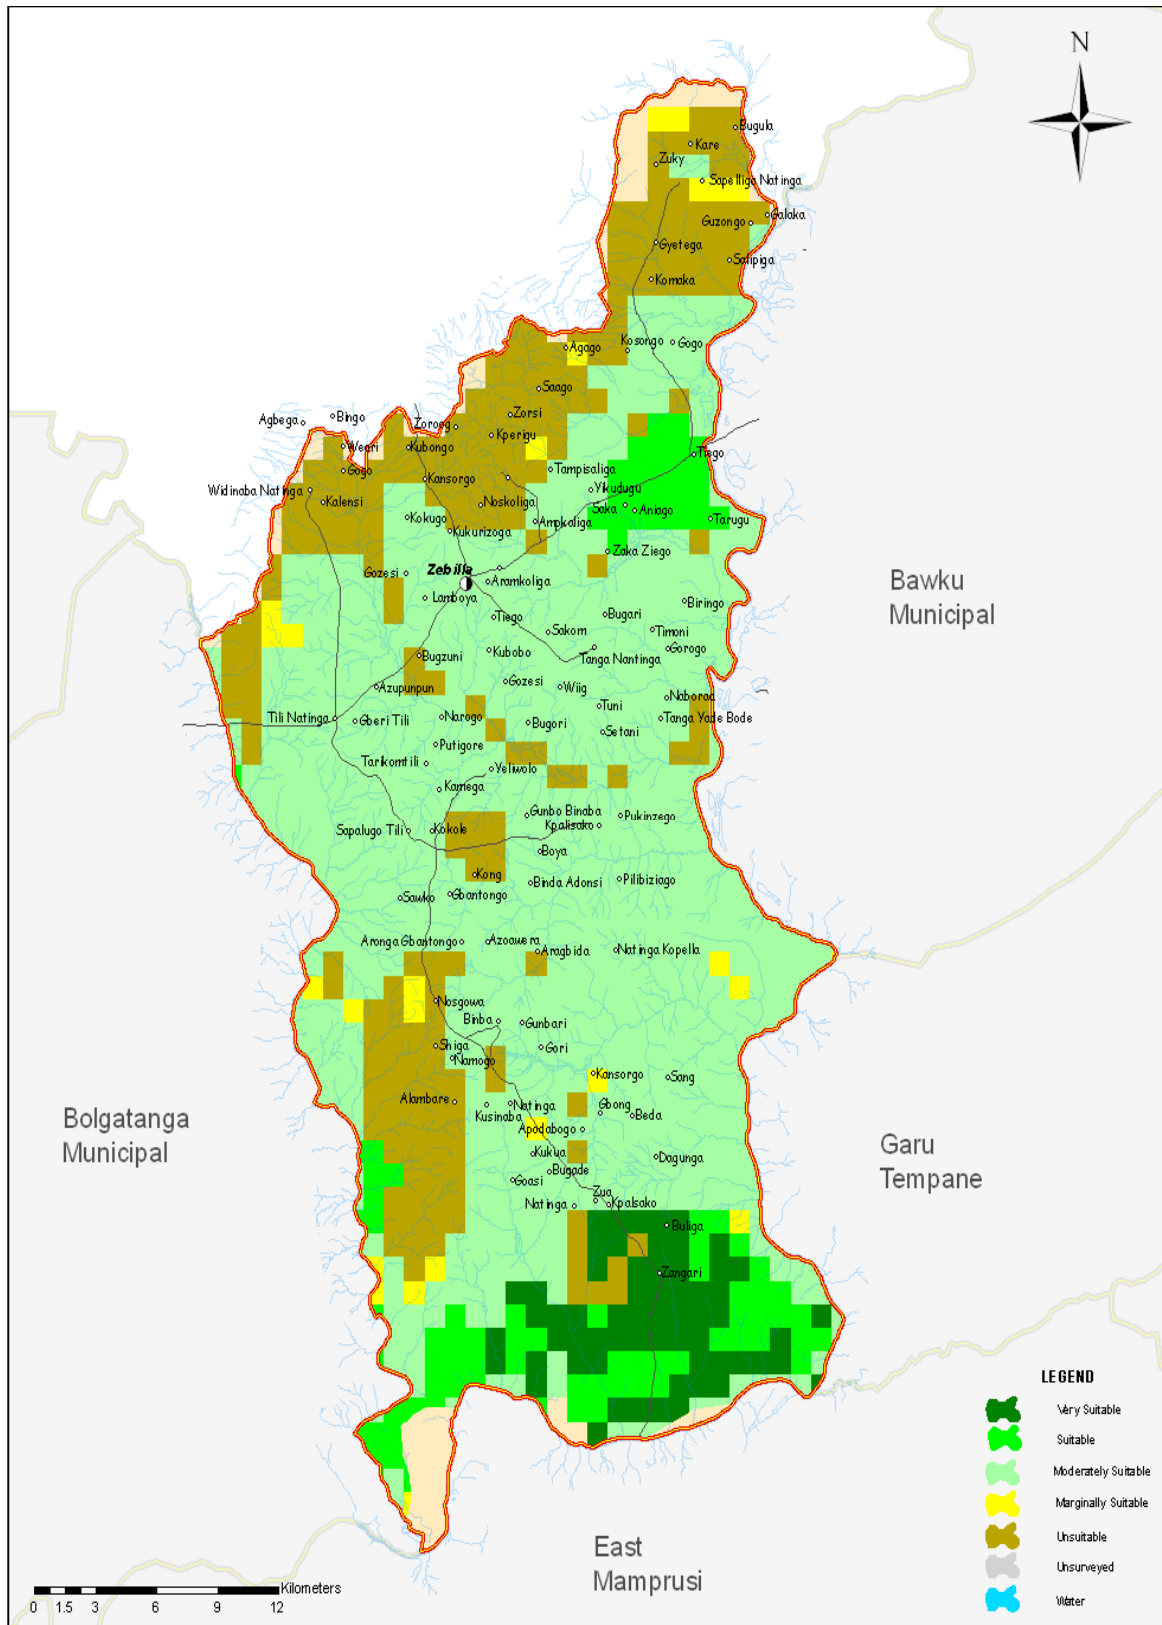 N
Bugula
Kare
Zuky
Sapelliga Natinga
Galaka
Guzongo
Gyetega
Salipiga
Komaka
Kosongo
Gogo
Agago
Saago
Zorsi
Bingo
Agbega
Zoroog
Kperigu
Weari
Kubongo
Tiego
Gogo
Tampisaliga
Kansorgo
Widinaba Natinga
Yikudugu
Kalensi
Noskoliga
Saka
Aniago
Kokugo
Ampkaliga
Tarugu
Kukurizoga
Zaka Ziego
Zebilla
Gozesi
Aramkoliga
Bawku
Municipal
Lamboya
Biringo
Tiego
Bugari
Sakom
Timoni
Kubobo
Gorogo
Bugzuni
Tanga Nantinga
Gozesi
Wiig
Azupunpun
Naboraa
Tuni
Tili Natinga
Gberi Tili
Narogo
Bugori
Tanga Yade Bode
Setani
Putigore
Tarikomtili
Yeliwolo
Kamega
Gunbo Binaba
Pukinzego
Kpalisako
Sapalugo Tili
Kokole
Boya
Kong
Binda Adonsi
Pilibiziago
Sawko
Gbantongo
Aronga Gbantongo
Azoawera
Aragbida
Natinga Kopella
Nosgowa
Binba
Gunbari
Shiga
Gori
Namogo
Kansorgo
Sang
Alambare
Natinga
Gbong
Kusinaba
Beda
Bolgatanga
Municipal
Apodabogo
Garu
Tempane
Kukua
Dagunga
Bugade
Goasi
Zua
Natinga
Kpalsako
Buliga
Zangari
LEGEND
Very Suitable
Suitable
Moderately Suitable
Marginally Suitable
Unsuitable
Unsurveyed
Water
East
Mamprusi
Kilometers
0 1.5 3 6 9 12